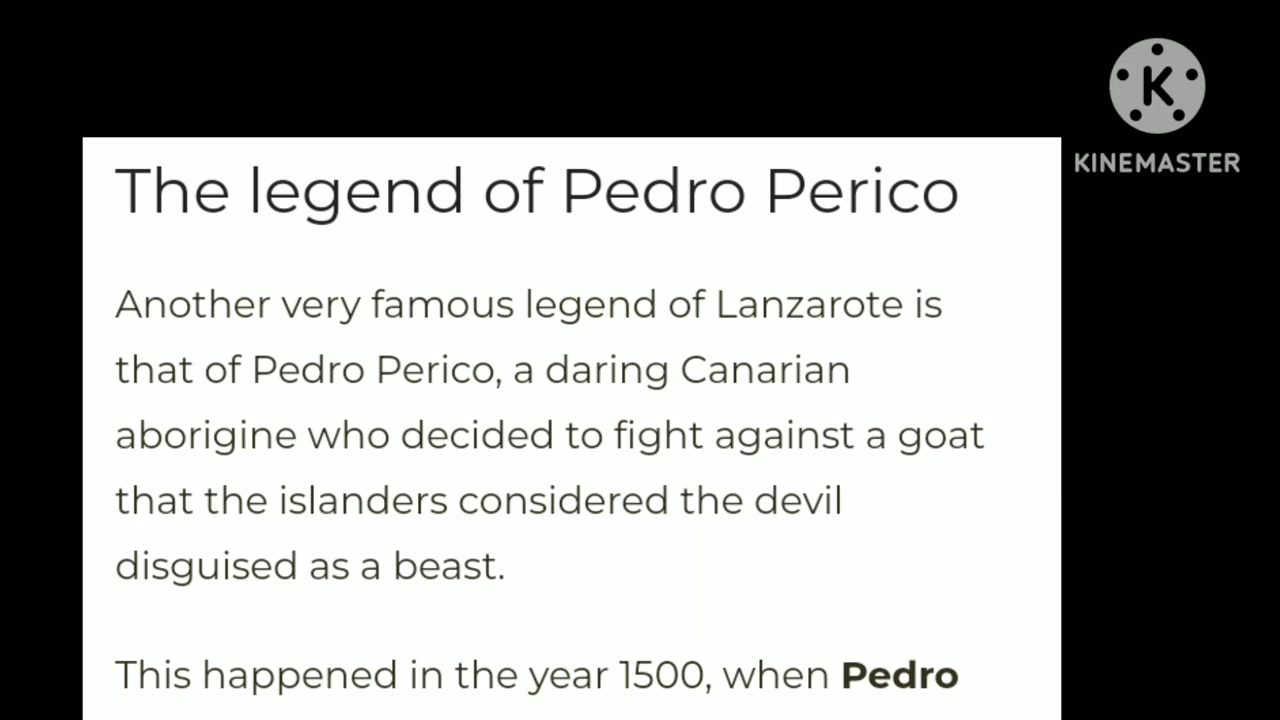 KINEMASTER
The legend of Pedro Perico
Another very famous legend of Lanzarote is
that of Pedro Perico, a daring Canarian
aborigine who decided to fight against a goat
that the islanders considered the devil
disguised as a beast.
This happened in the year 1500, when Pedro